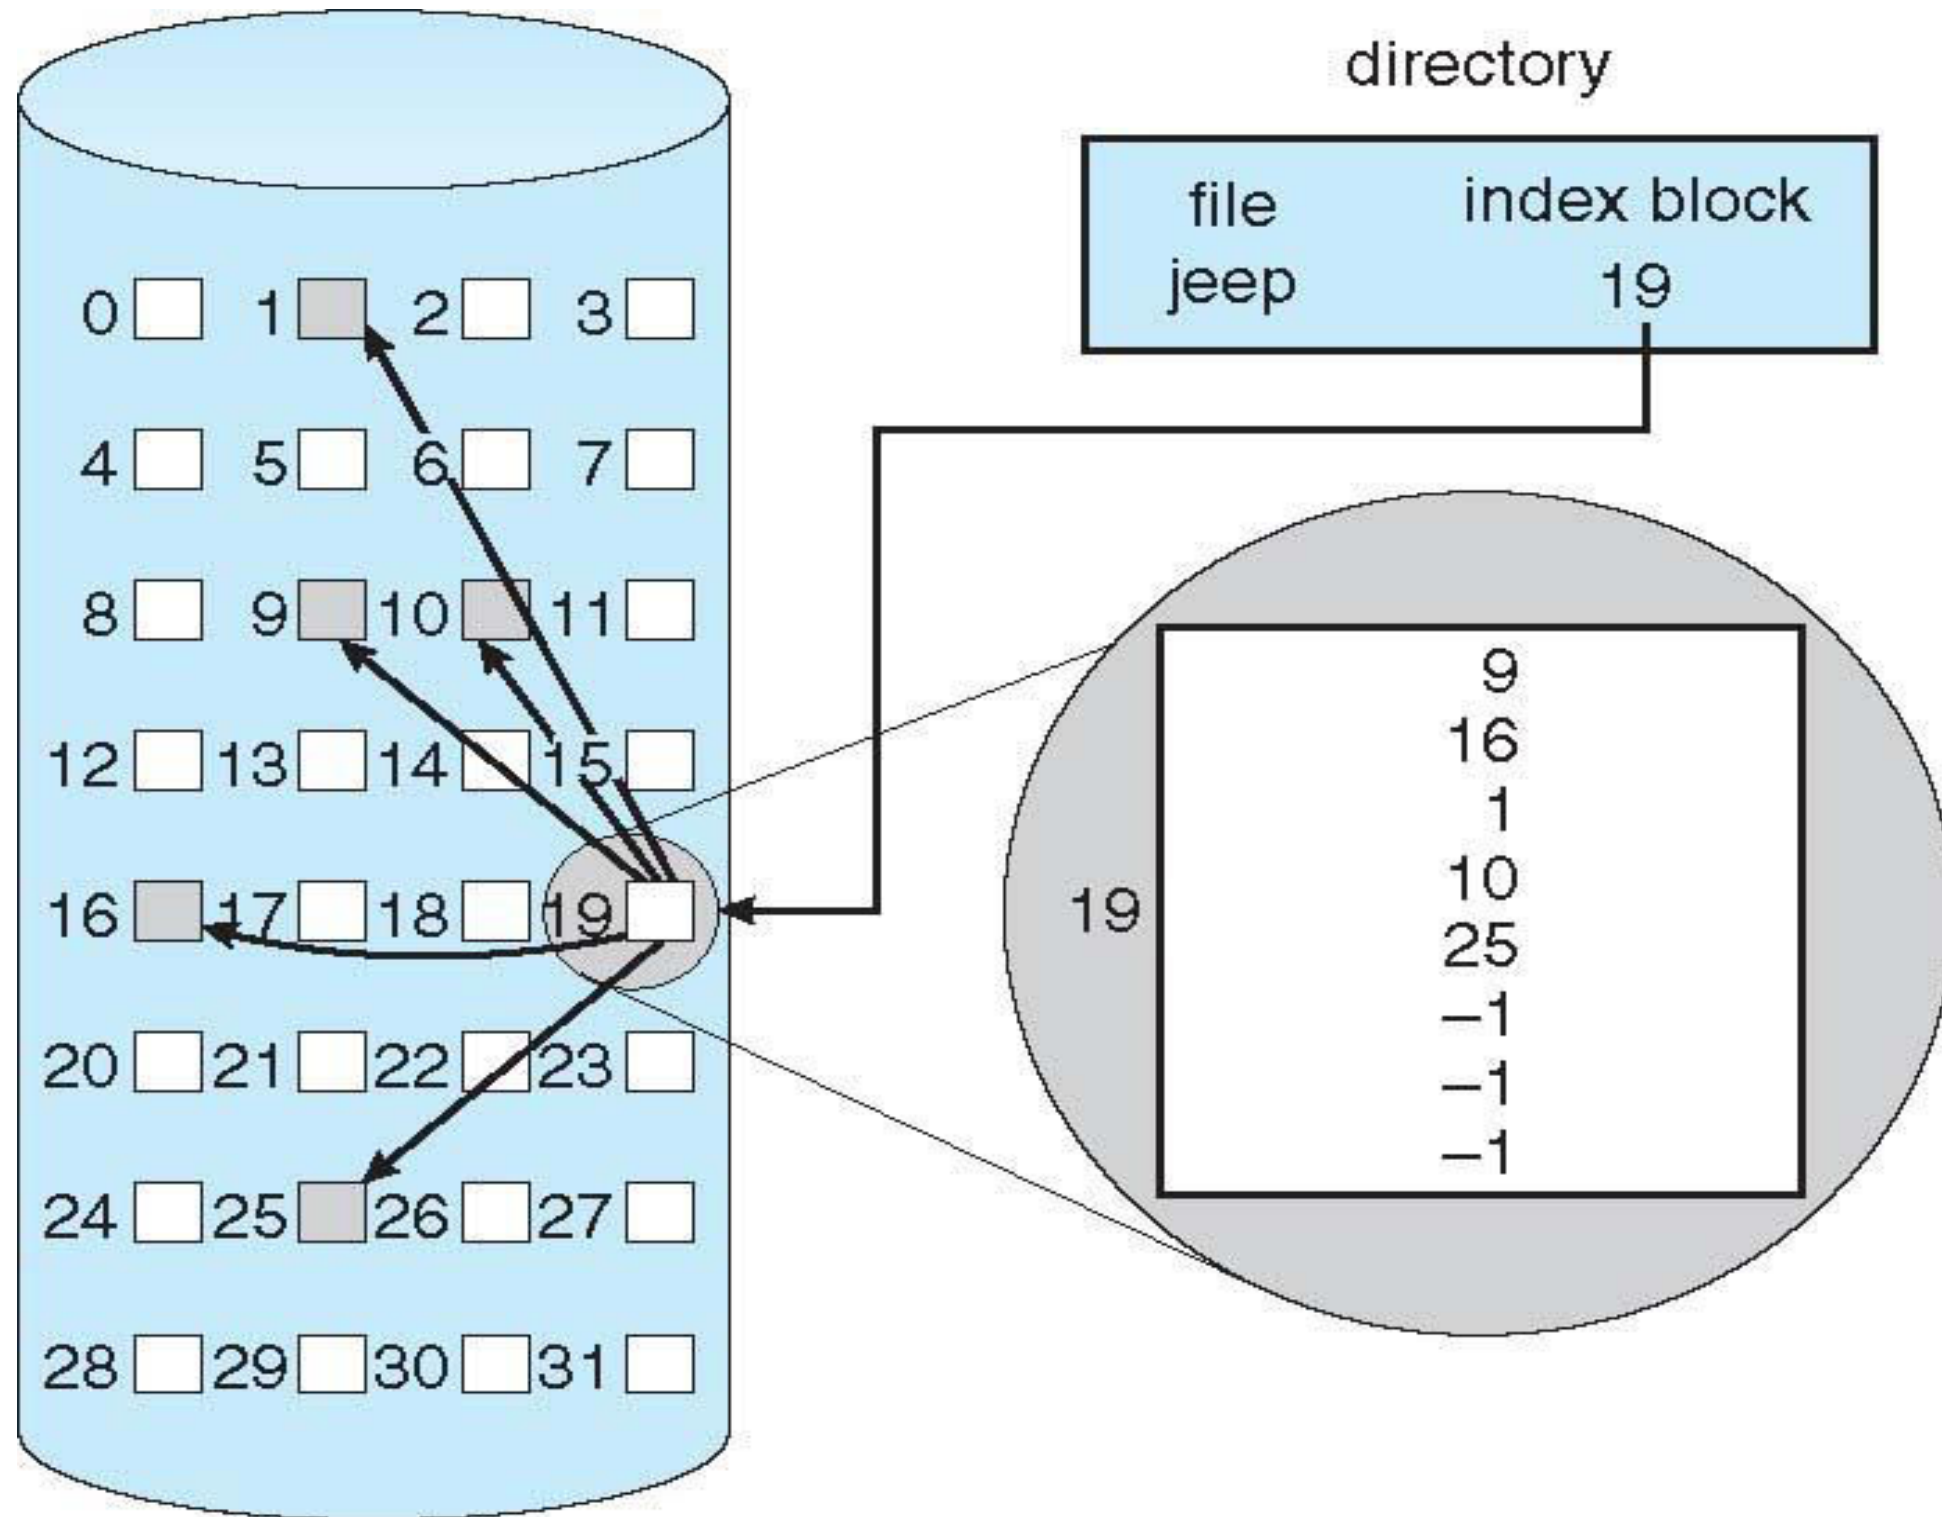 directory
file index block
jeep 19
0 1 2 3
4 5 6 7
8 9 10 11
12 13 14 15
16 17 18 19
20 21 22 23
24 25 26 27
28 29 30 31
19
9
16
1
10
25
–1
–1
–1